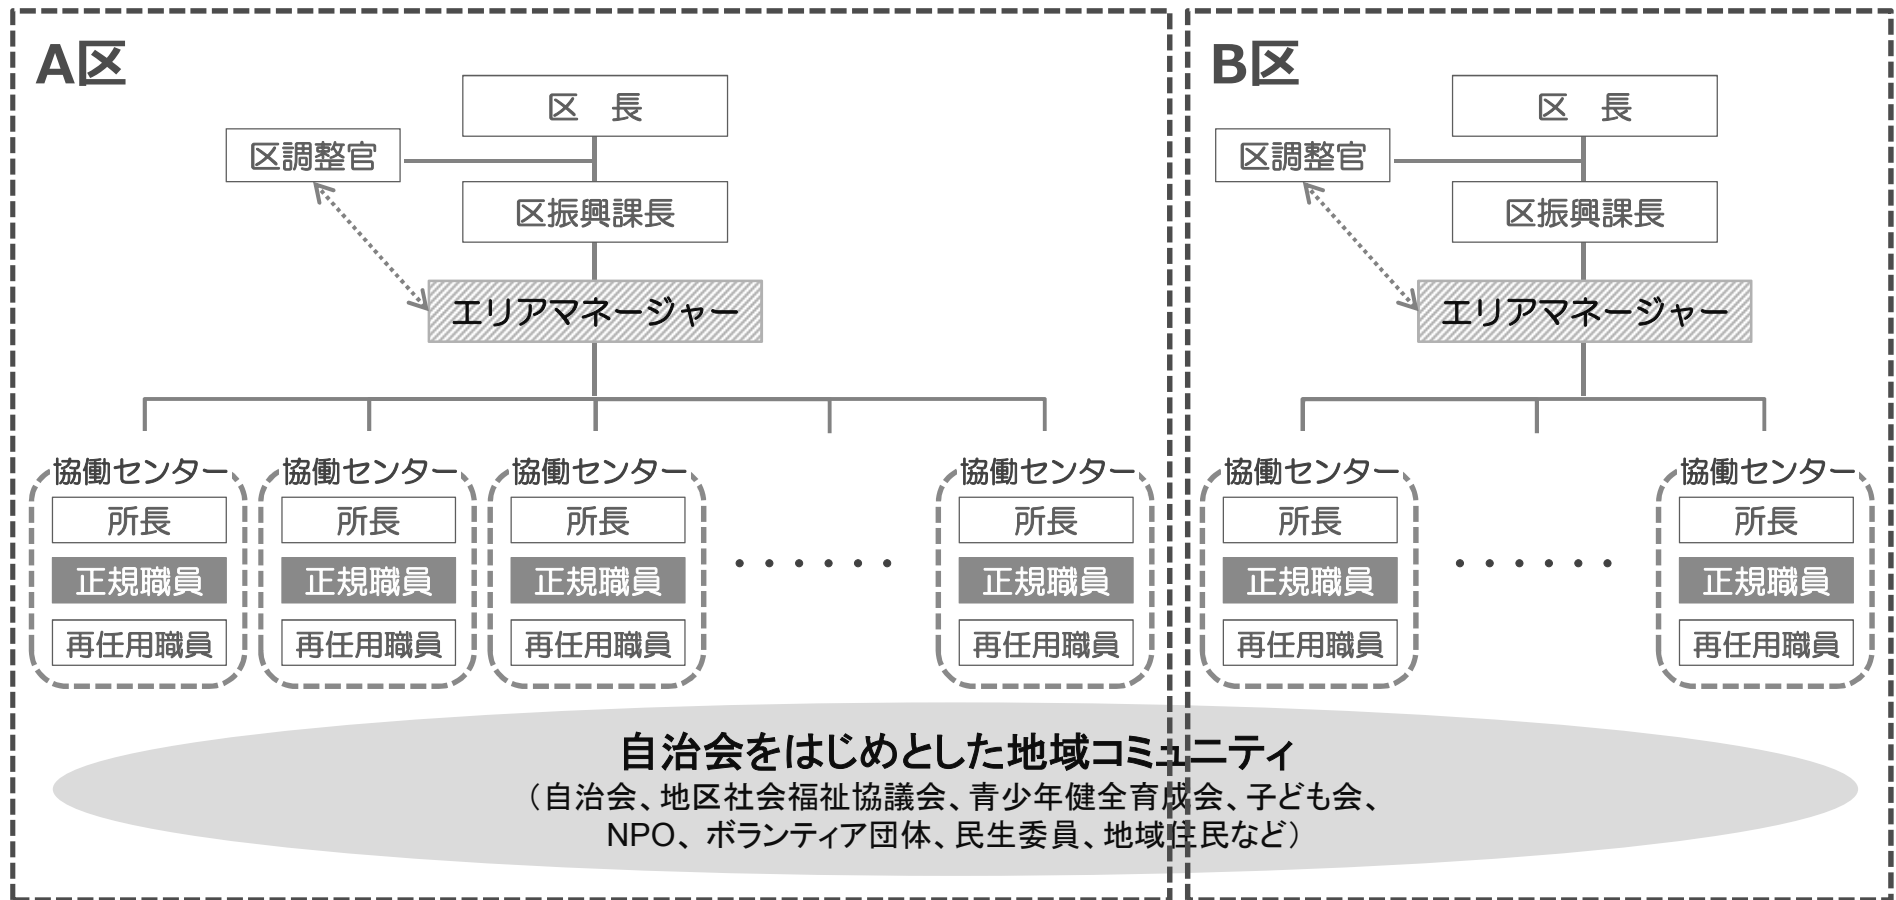 A区
区　長
区調整官
区振興課長
エリアマネージャー
協働センター
所長
正規職員
再任用職員
協働センター
所長
正規職員
再任用職員
協働センター
所長
正規職員
再任用職員
・・・・・・
協働センター
所長
正規職員
再任用職員
B区
区　長
区調整官
区振興課長
エリアマネージャー
協働センター
所長
正規職員
再任用職員
・・・・・・
協働センター
所長
正規職員
再任用職員
自治会をはじめとした地域コミュニティ
（自治会、地区社会福祉協議会、青少年健全育成会、子ども会、
NPO、ボランティア団体、民生委員、地域住民など）